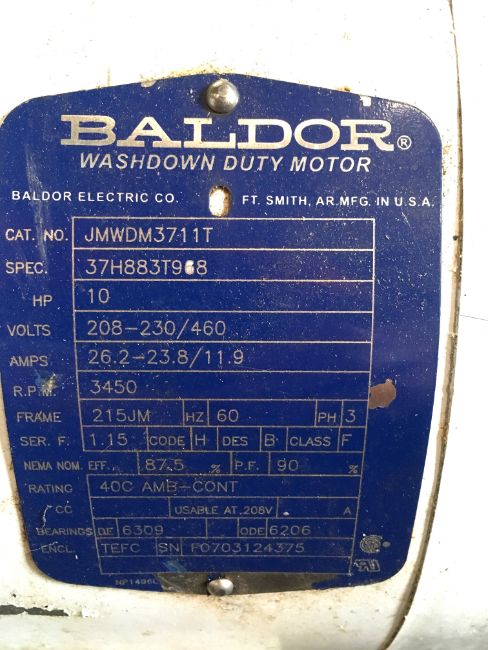 BALDOR®
WASHDOWN DUTY MOTOR
BALDOR ELECTRIC CO. FT. SMITH, AR. MFG. IN U.S.A.
CAT. NO. JMWDM3711T
SPEC.
HP 10
VOLTS 208-230/460
AMPS 26.2-23.8/11.9
R.P.M. 3450
FRAME 215JM HZ 60 PH 3
SER. F. 1.15 CODE H DES B CLASS F
NEMA NOM. EFF. 87.5 % P.F. 90 %
RATING 40C AMB-CONT
CC USABLE AT 208V A
BEARINGS DE 6309 ODE 6206
ENCL. TEFC SN F0703124375